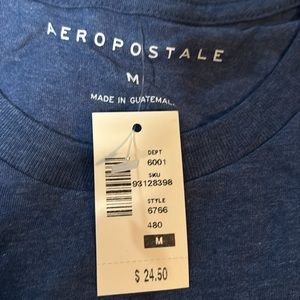 AEROPOSTALE
M
MADE IN GUATEMALA
DEPT
6001
SKU
93128398
STYLE
6766
480
M
$ 24.50